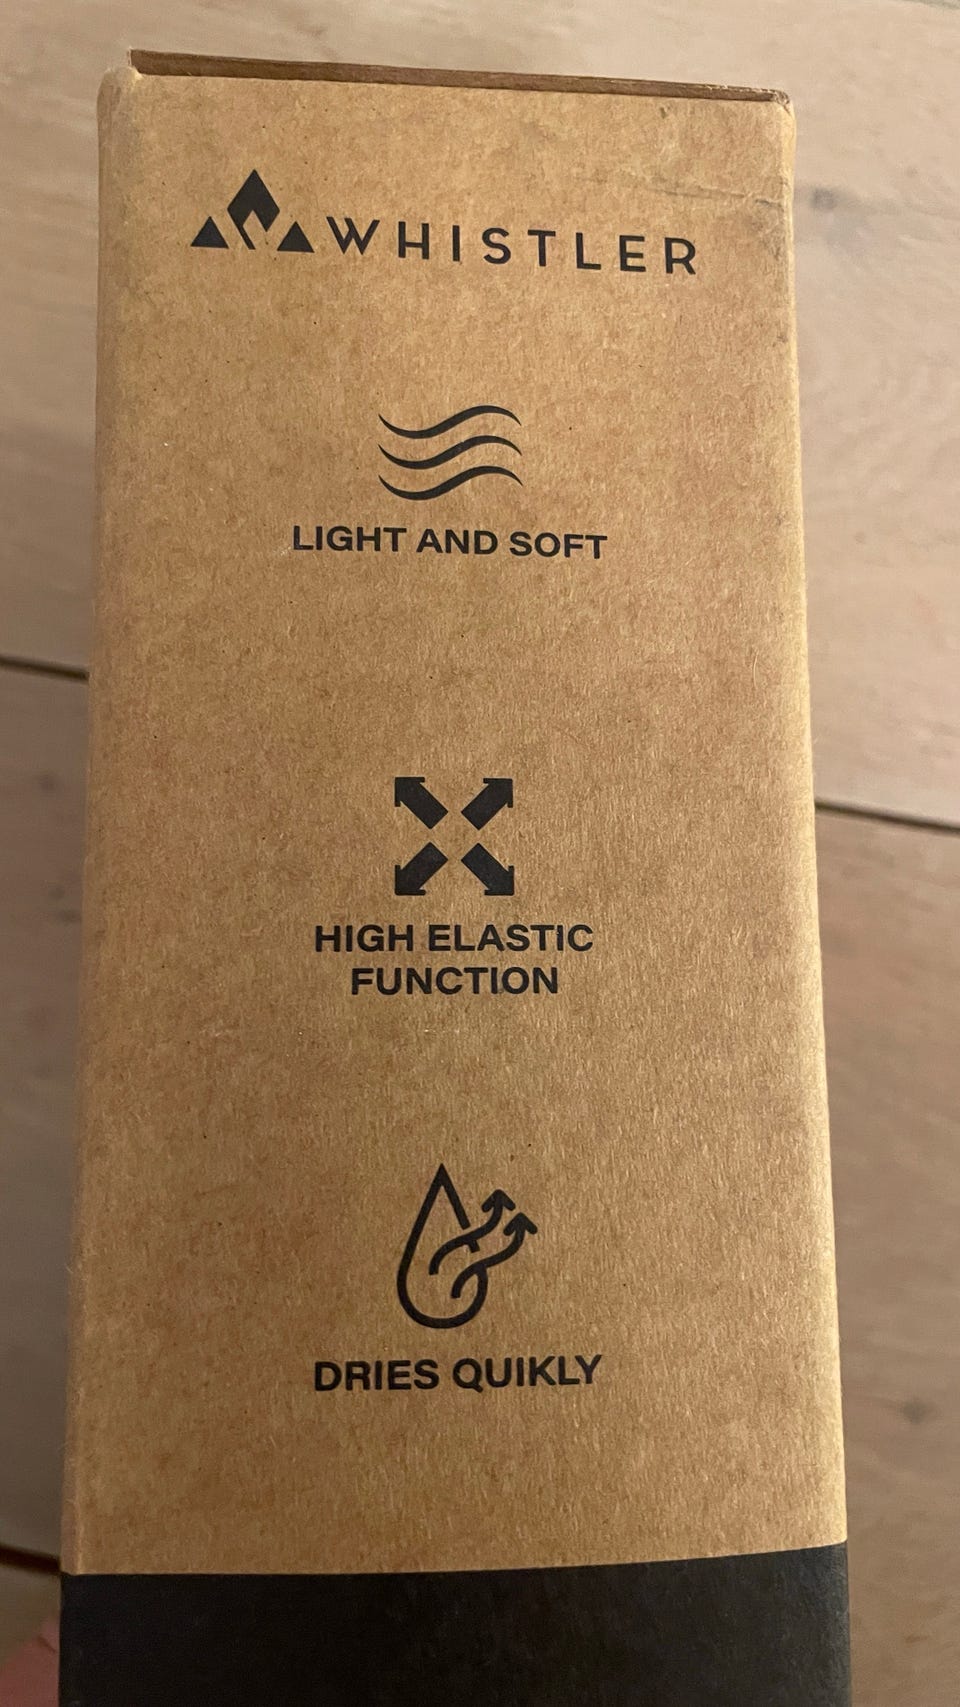 WHISTLER
LIGHT AND SOFT
HIGH ELASTIC
FUNCTION
DRIES QUIKLY